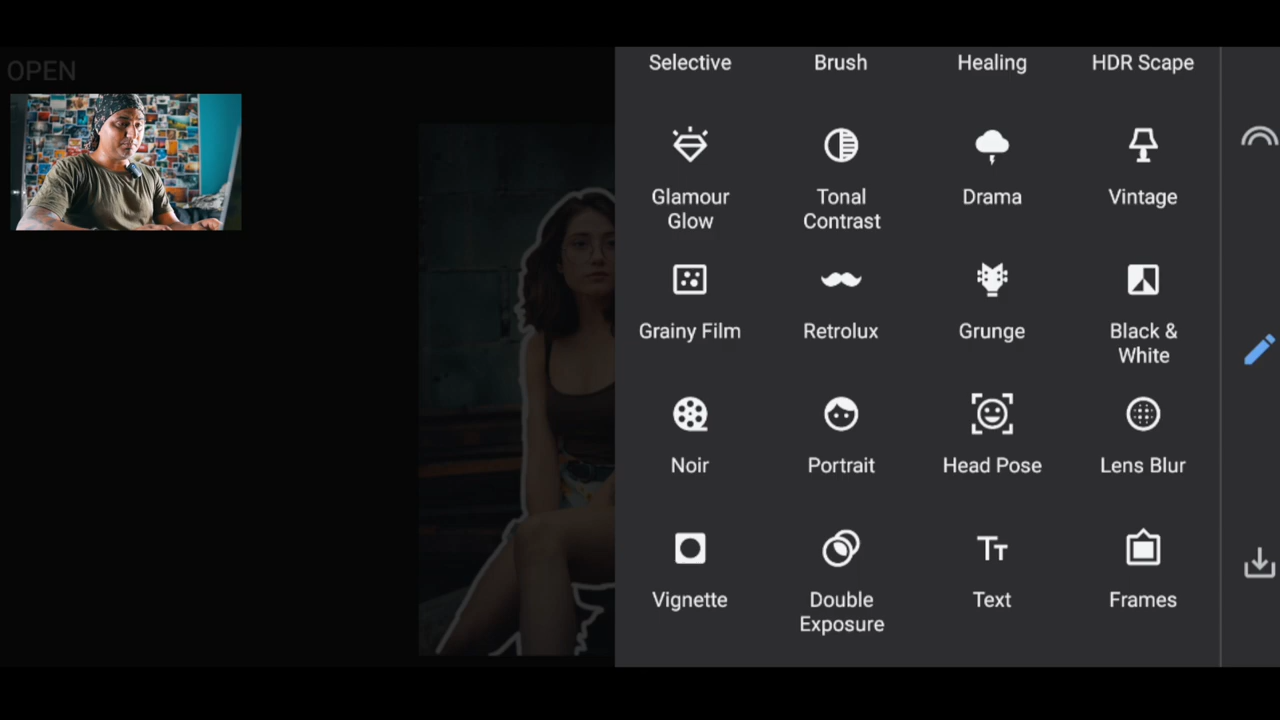 OPEN
Selective
Brush
Healing
HDR Scape
Glamour
Glow
Tonal
Contrast
Drama
Vintage
Grainy Film
Retrolux
Grunge
Black &
White
Noir
Portrait
Head Pose
Lens Blur
Vignette
Double
Exposure
Text
Frames